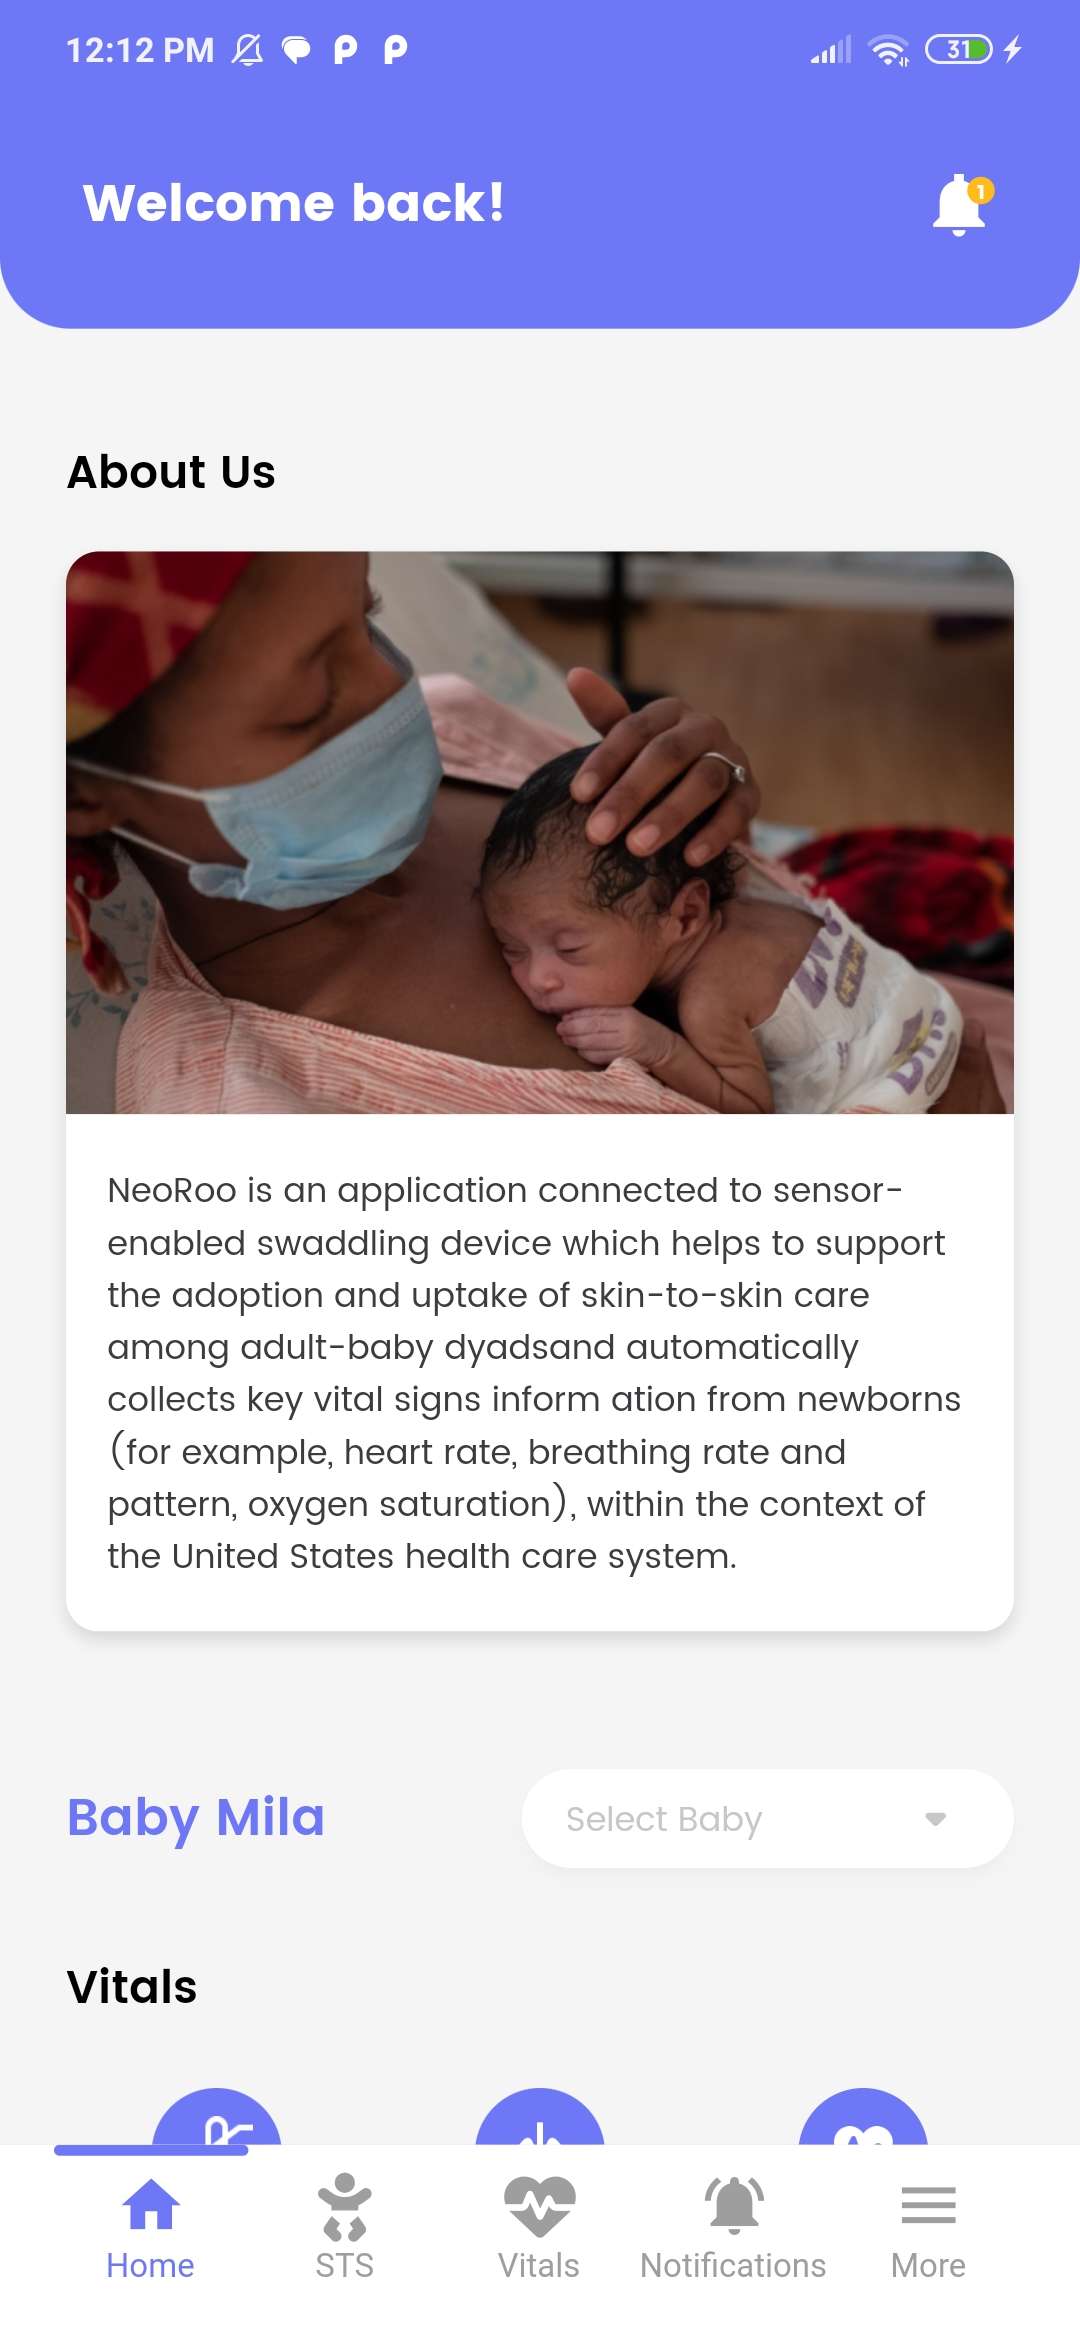 12:12 PM
31
Welcome back!
1
About Us
NeoRoo is an application connected to sensor-
enabled swaddling device which helps to support
the adoption and uptake of skin-to-skin care
among adult-baby dyadsand automatically
collects key vital signs inform ation from newborns
(for example, heart rate, breathing rate and
pattern, oxygen saturation), within the context of
the United States health care system.
Baby Mila
Select Baby
Vitals
Home
STS
Vitals
Notifications
More